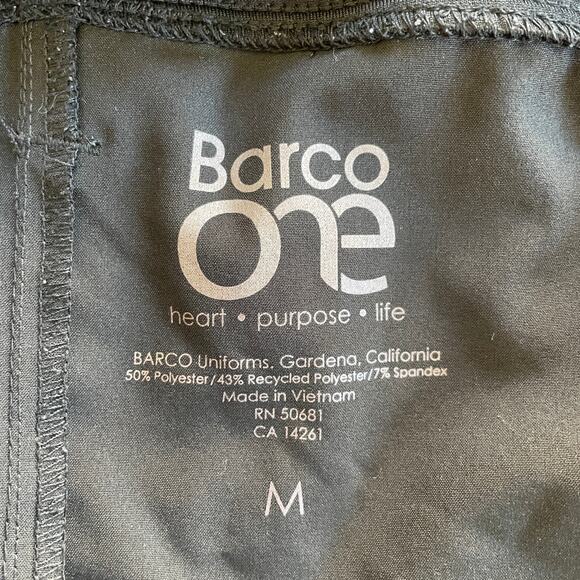 Barco
One
heart • purpose • life
BARCO Uniforms. Gardena, California
50% Polyester/43% Recycled Polyester/7% Spandex
Made in Vietnam
RN 50681
CA 14261
M